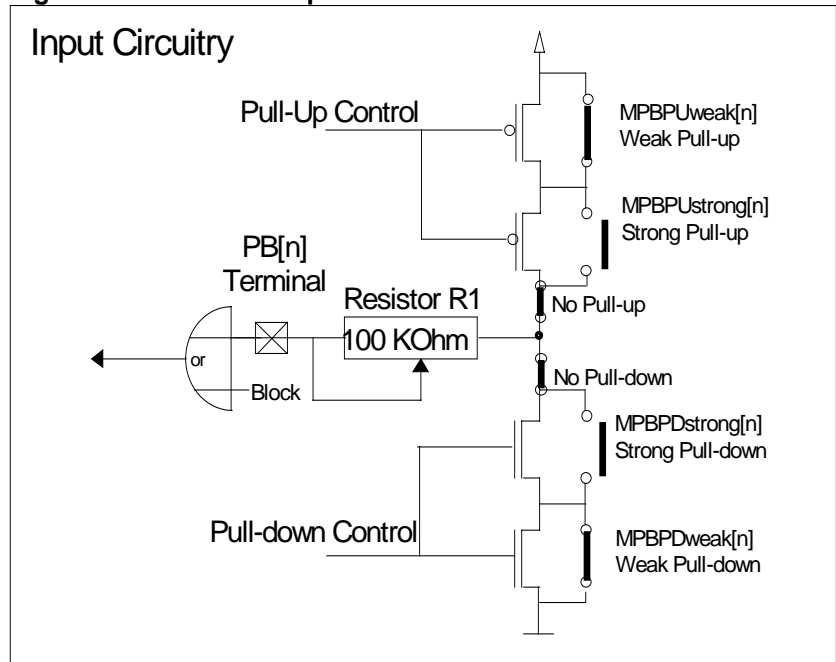 Input Circuitry
Pull-Up Control
MPBPUweak[n]
Weak Pull-up
MPBPUstrong[n]
Strong Pull-up
PB[n]
Terminal
Resistor R1
100 KOhm
No Pull-up
or
Block
No Pull-down
MPBPDstrong[n]
Strong Pull-down
Pull-down Control
MPBPDweak[n]
Weak Pull-down